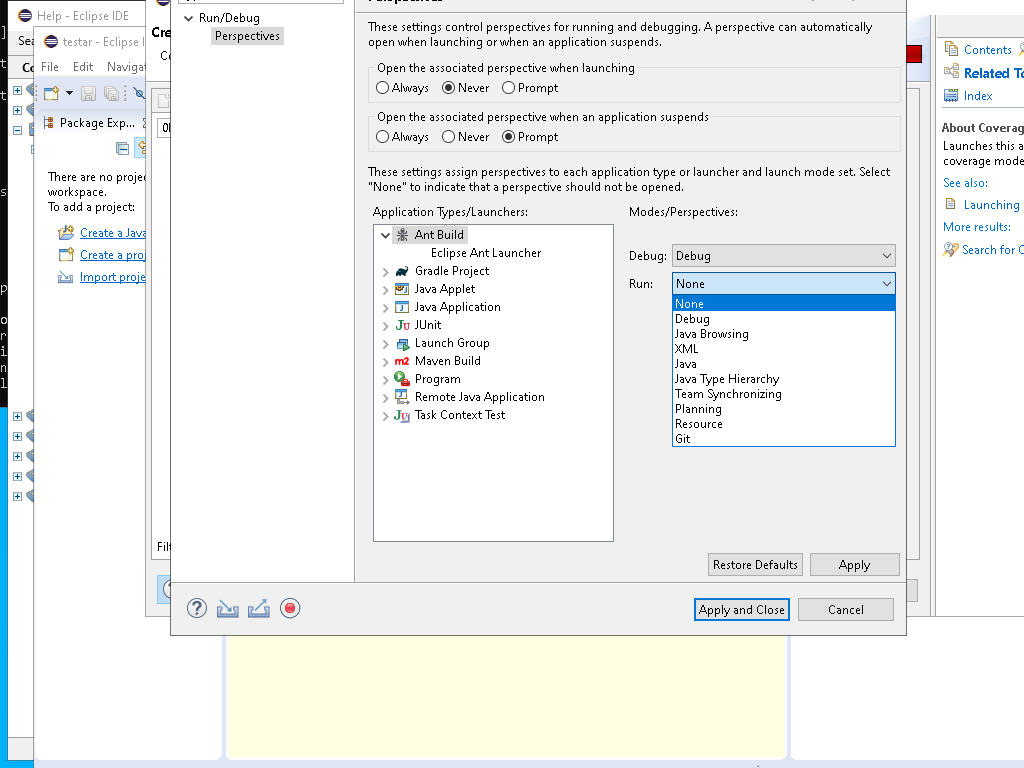 Help - Eclipse IDE
testar - Eclipse
File Edit
Package Exp...
There are no
workspace.
To add a project:
Create a Java
Create a
Import
Run/Debug
Perspectives
These settings control perspectives for running and debugging. A perspective can automatically
open when launching or when an application suspends.
Open the associated perspective when launching
Always Never Prompt
Open the associated perspective when an application suspends
Always Never Prompt
These settings assign perspectives to each application type or launcher and launch mode set. Select
"None" to indicate that a perspective should not be opened.
Application Types/Launchers:
Ant Build
Eclipse Ant Launcher
Gradle Project
Java Applet
Java Application
JUnit
Launch Group
Maven Build
Program
Remote Java Application
Task Context Test
Modes/Perspectives:
Debug: Debug
Run: None
None
Debug
Java Browsing
XML
Java
Java Type Hierarchy
Team Synchronizing
Planning
Resource
Git
Restore Defaults Apply
Apply and Close Cancel
Contents
Related
Index
About
Launches this
coverage
See also:
Launching
More results:
Search for